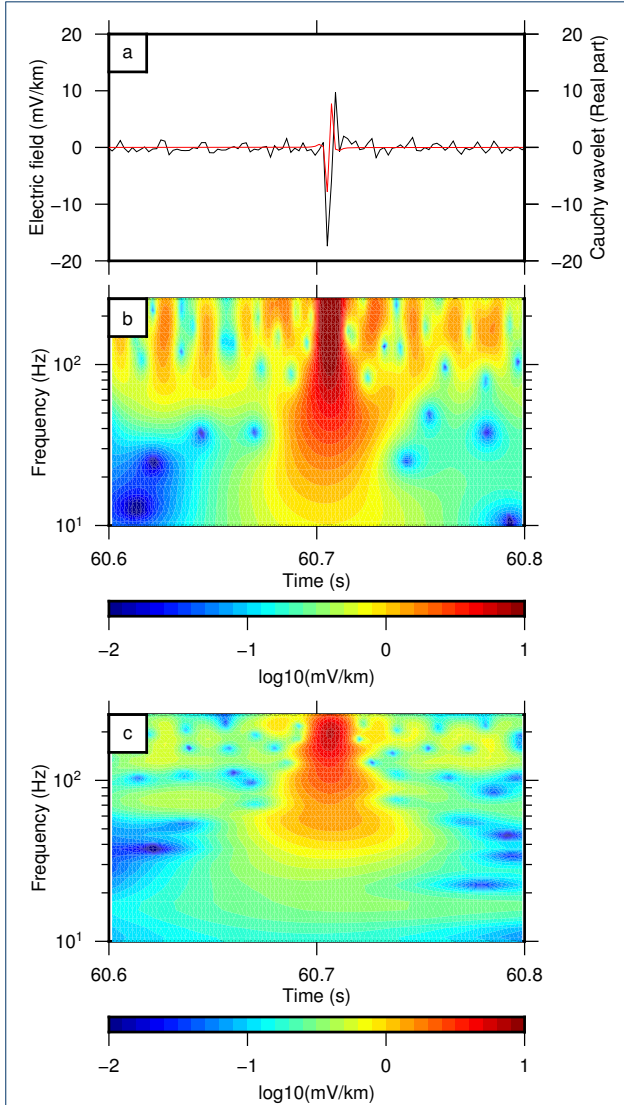 20
10
0
−10
−20
Electric field (mV/km)
a
20
10
0
−10
−20
Cauchy wavelet (Real part)
b
10²
10¹
Frequency (Hz)
60.6 60.7 60.8
Time (s)
−2 −1 0 1
log10(mV/km)
c
10²
10¹
Frequency (Hz)
60.6 60.7 60.8
Time (s)
−2 −1 0 1
log10(mV/km)